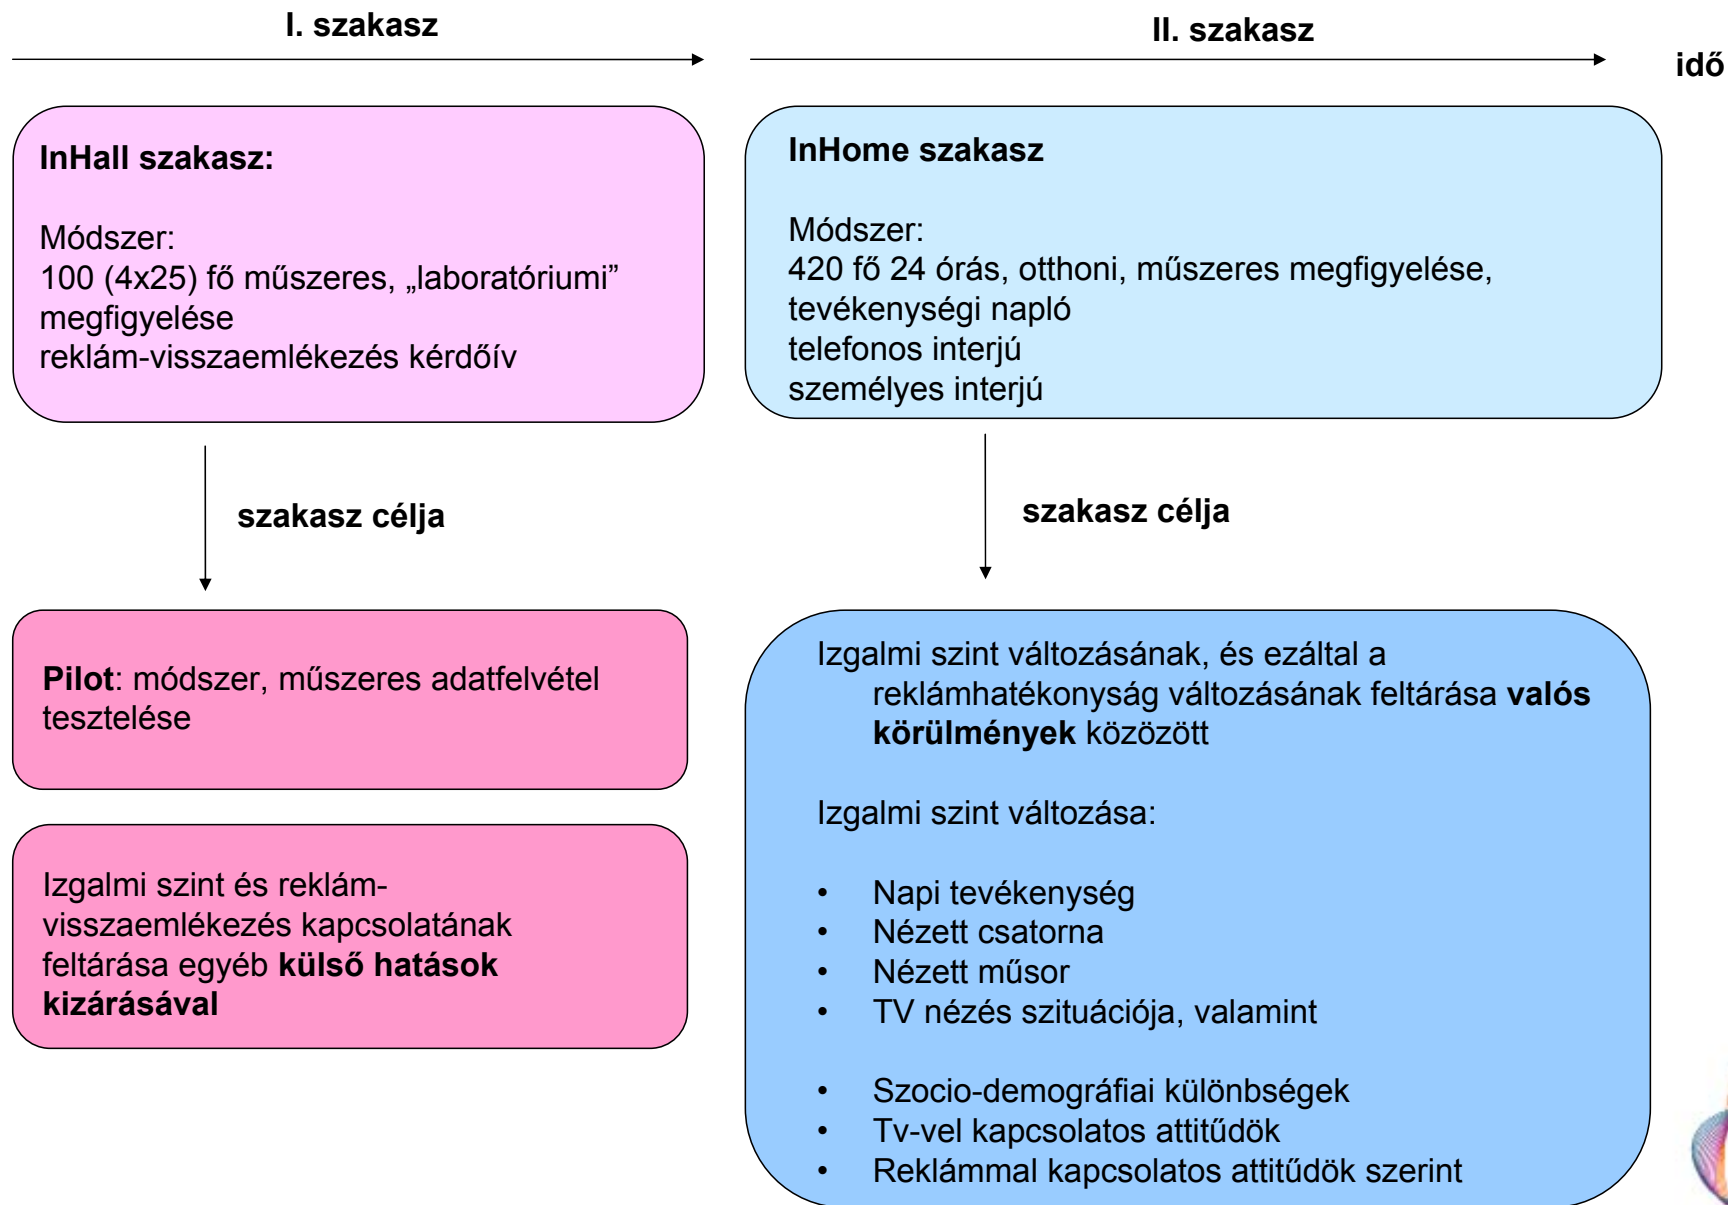 I. szakasz
II. szakasz
idő
InHall szakasz:
Módszer:
100 (4x25) fő műszeres, „laboratóriumi”
megfigyelése
reklám-visszaemlékezés kérdőív
InHome szakasz
Módszer:
420 fő 24 órás, otthoni, műszeres megfigyelése,
tevékenységi napló
telefonos interjú
személyes interjú
szakasz célja
szakasz célja
Pilot: módszer, műszeres adatfelvétel
tesztelése
Izgalmi szint és reklám-
visszaemlékezés kapcsolatának
feltárása egyéb külső hatások
kizárásával
Izgalmi szint változásának, és ezáltal a
reklámhatékonyság változásának feltárása valós
körülmények közözött
Izgalmi szint változása:
• Napi tevékenység
• Nézett csatorna
• Nézett műsor
• TV nézés szituációja, valamint
• Szocio-demográfiai különbségek
• Tv-vel kapcsolatos attitűdök
• Reklámmal kapcsolatos attitűdök szerint